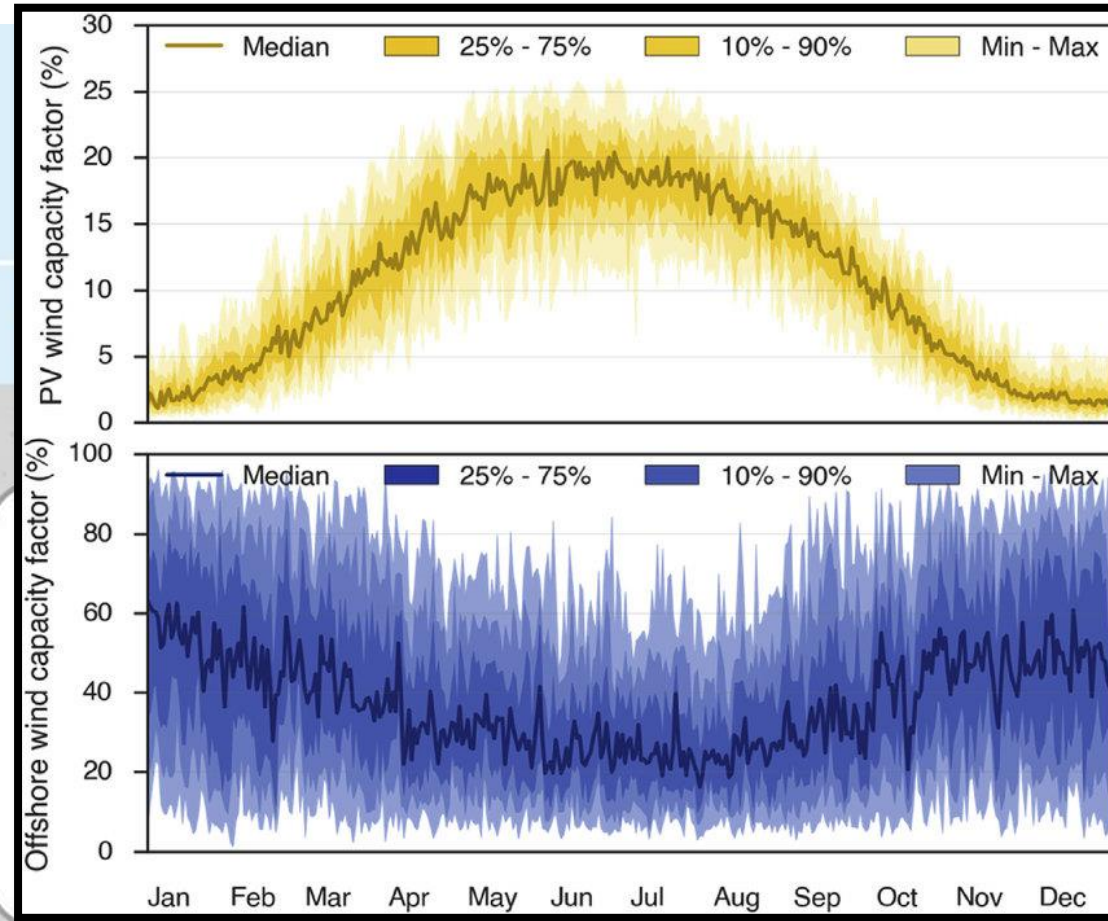 PV wind capacity factor (%)
30
25
20
15
10
5
0
Median 25% - 75% 10% - 90% Min - Max
Offshore wind capacity factor (%)
100
80
60
40
20
0
Median 25% - 75% 10% - 90% Min - Max
Jan Feb Mar Apr May Jun Jul Aug Sep Oct Nov Dec